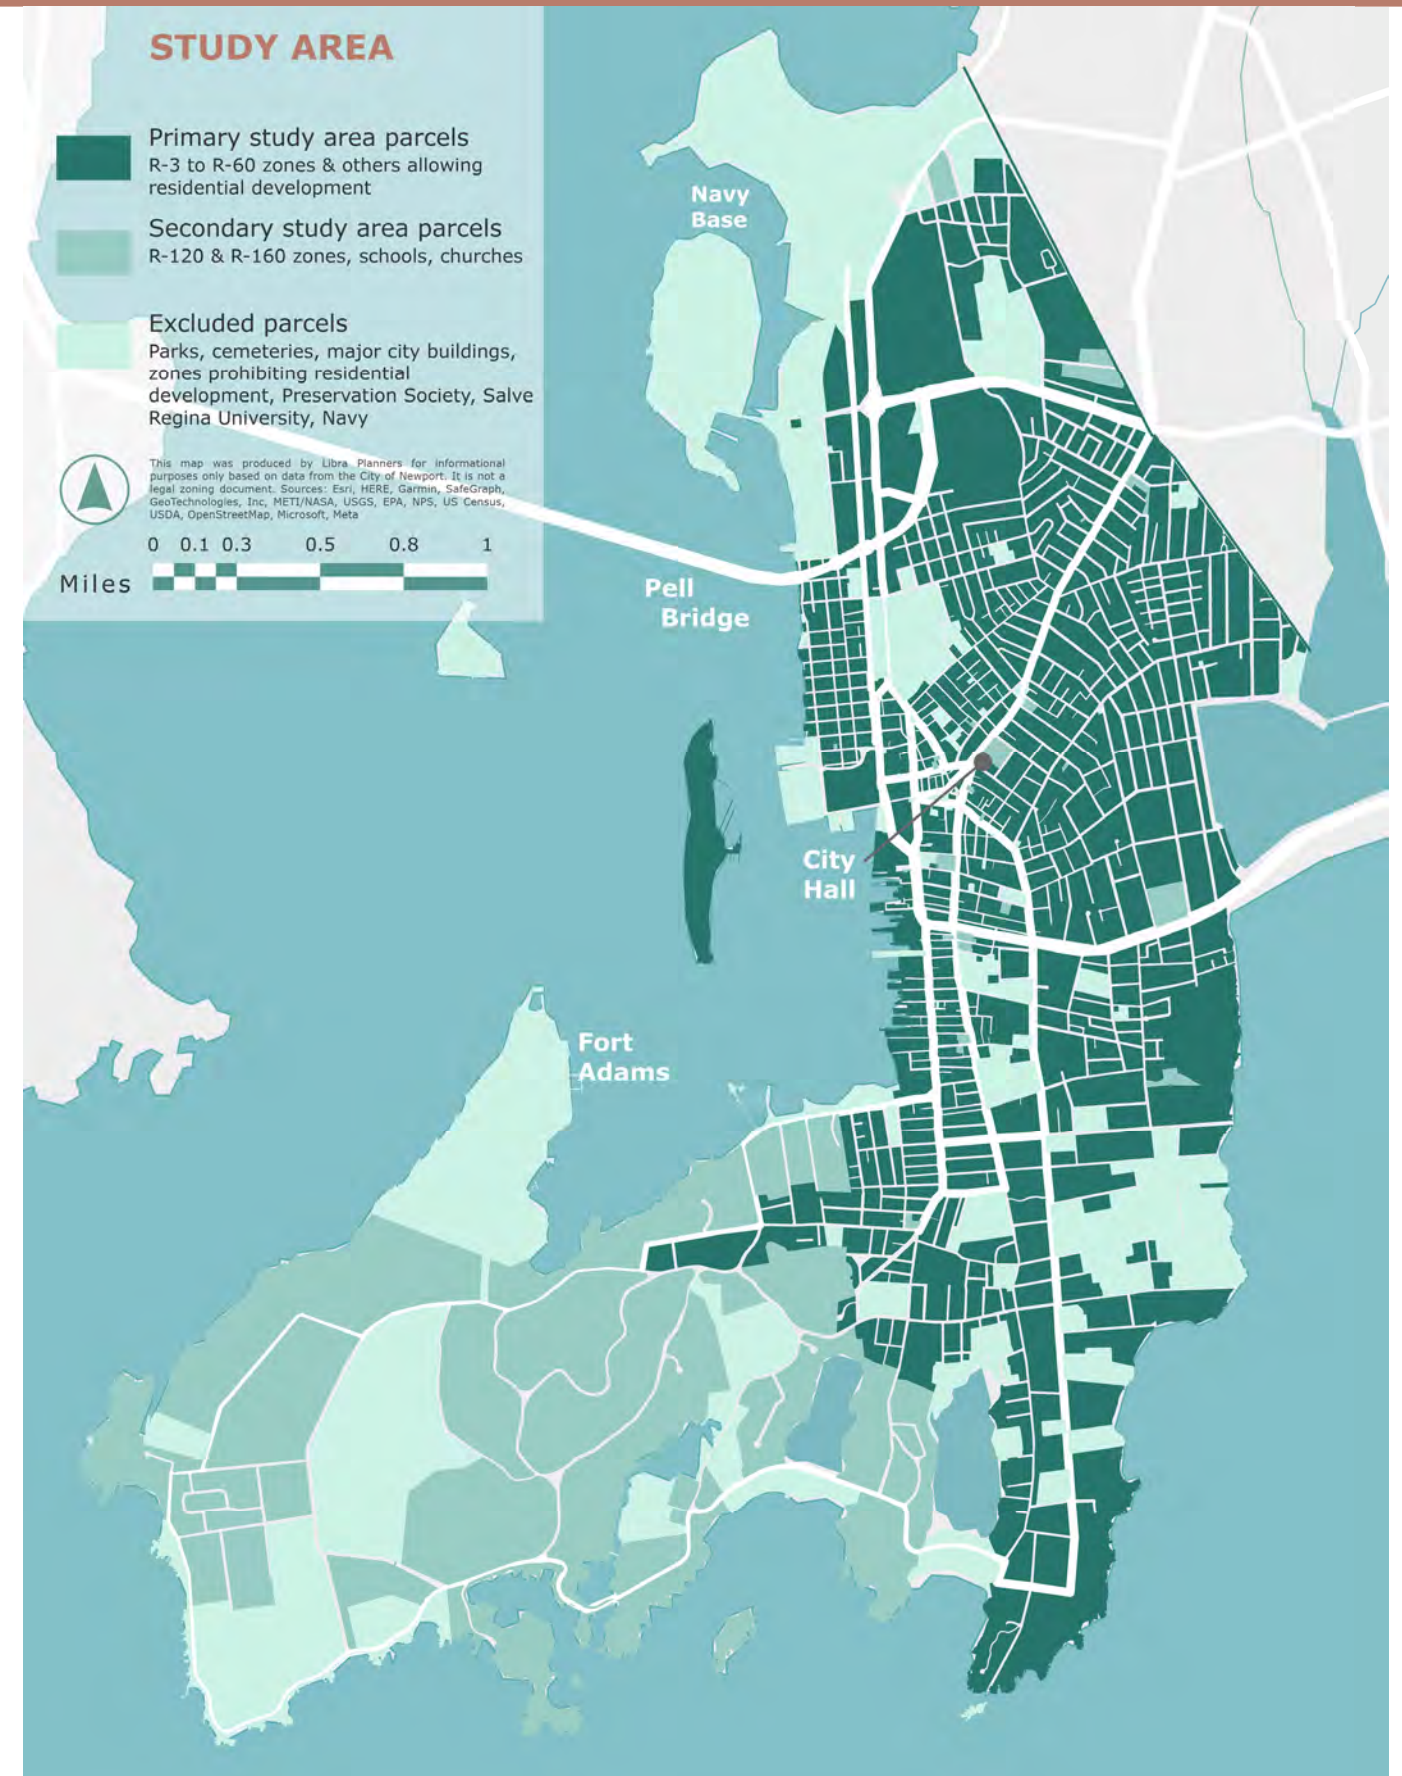 STUDY AREA
Primary study area parcels
R-3 to R-60 zones & others allowing
residential development
Secondary study area parcels
R-120 & R-160 zones, schools, churches
Excluded parcels
Parks, cemeteries, major city buildings,
zones prohibiting residential
development, Preservation Society, Salve
Regina University, Navy
This map was produced by Libra Planners for informational
purposes only based on data from the City of Newport. It is not a
legal zoning document. Sources: Esri, HERE, Garmin, SafeGraph,
GeoTechnologies, Inc, METI/NASA, USGS, EPA, NPS, US Census,
USDA, OpenStreetMap, Microsoft, Meta
0 0.1 0.3 0.5 0.8 1
Miles
Navy
Base
Pell
Bridge
City
Hall
Fort
Adams